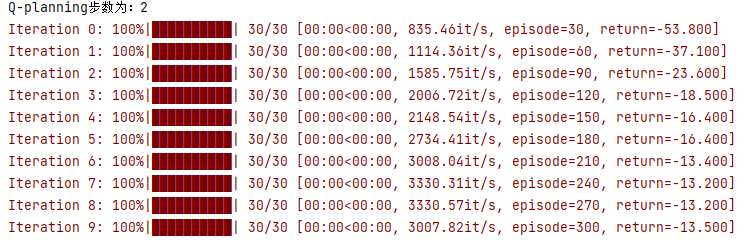 Q-planning步数为：2
Iteration 0: 100%|██████████| 30/30 [00:00<00:00, 835.46it/s, episode=30, return=-53.800]
Iteration 1: 100%|██████████| 30/30 [00:00<00:00, 1114.36it/s, episode=60, return=-37.100]
Iteration 2: 100%|██████████| 30/30 [00:00<00:00, 1585.75it/s, episode=90, return=-23.600]
Iteration 3: 100%|██████████| 30/30 [00:00<00:00, 2006.72it/s, episode=120, return=-18.500]
Iteration 4: 100%|██████████| 30/30 [00:00<00:00, 2148.54it/s, episode=150, return=-16.400]
Iteration 5: 100%|██████████| 30/30 [00:00<00:00, 2734.41it/s, episode=180, return=-16.400]
Iteration 6: 100%|██████████| 30/30 [00:00<00:00, 3008.04it/s, episode=210, return=-13.400]
Iteration 7: 100%|██████████| 30/30 [00:00<00:00, 3330.31it/s, episode=240, return=-13.200]
Iteration 8: 100%|██████████| 30/30 [00:00<00:00, 3330.57it/s, episode=270, return=-13.200]
Iteration 9: 100%|██████████| 30/30 [00:00<00:00, 3007.82it/s, episode=300, return=-13.500]